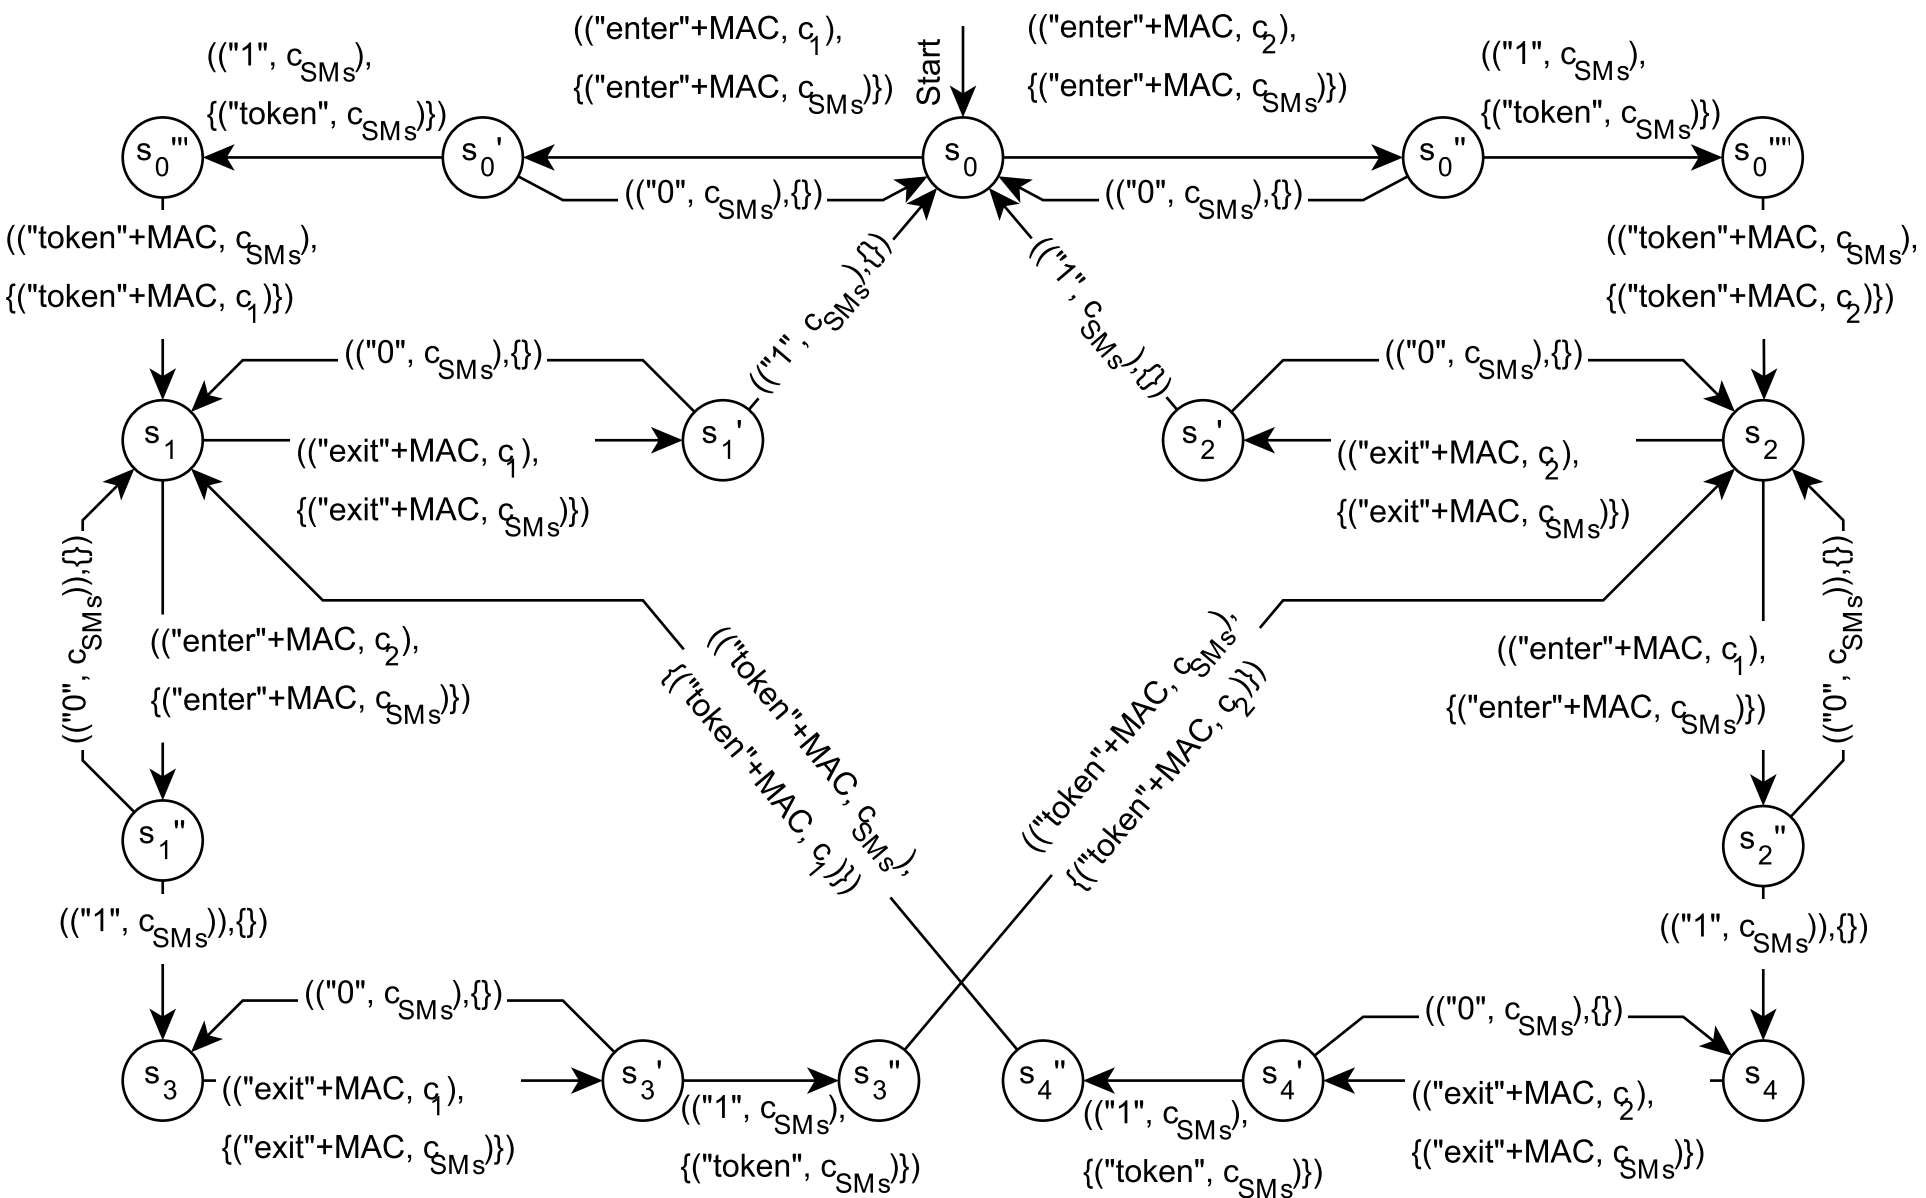 (("enter"+MAC, c1),
{("enter"+MAC, cSMs)})
Start
(("enter"+MAC, c2),
{("enter"+MAC, cSMs)})
(("1", cSMs),
{("token", cSMs)})
(("1", cSMs),
{("token", cSMs)})
s0'''
s0'
s0
s0''
s0''''
(("0", cSMs),{})
(("0", cSMs),{})
(("token"+MAC, cSMs),
{("token"+MAC, c1)})
(("1", cSMs),{})
(("1", cSMs),{})
(("token"+MAC, cSMs),
{("token"+MAC, c2)})
(("0", cSMs),{})
(("0", cSMs),{})
s1
(("exit"+MAC, c1),
{("exit"+MAC, cSMs)})
s1'
s2'
(("exit"+MAC, c2),
{("exit"+MAC, cSMs)})
s2
(("0", cSMs)),{})
(("enter"+MAC, c2),
{("enter"+MAC, cSMs)})
(("token"+MAC, cSMs),
{("token"+MAC, c1)})
(("token"+MAC, cSMs),
{("token"+MAC, c2)})
(("enter"+MAC, c1),
{("enter"+MAC, cSMs)})
(("0", cSMs)),{})
s1''
s2''
(("1", cSMs)),{})
(("1", cSMs)),{})
(("0", cSMs),{})
(("0", cSMs),{})
s3
(("exit"+MAC, c1),
{("exit"+MAC, cSMs)})
s3'
(("1", cSMs),
{("token", cSMs)})
s3''
s4''
(("1", cSMs),
{("token", cSMs)})
s4'
(("exit"+MAC, c2),
{("exit"+MAC, cSMs)})
s4